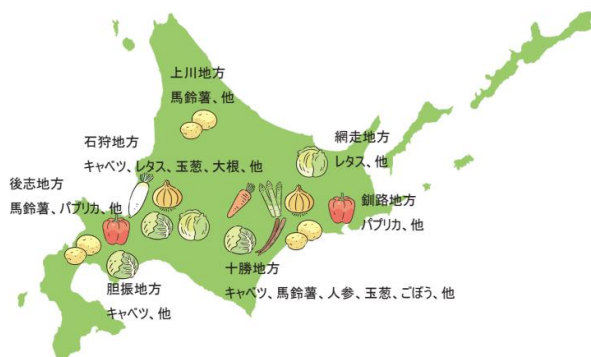 上川地方
馬鈴薯、他
石狩地方
キャベツ、レタス、玉葱、大根、他
網走地方
レタス、他
後志地方
馬鈴薯、パプリカ、他
釧路地方
パプリカ、他
胆振地方
キャベツ、他
十勝地方
キャベツ、馬鈴薯、人参、玉葱、ごぼう、他